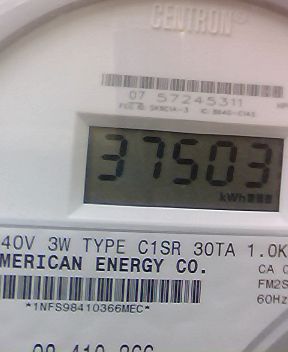 CENTRON®
07 57245311
37503
kWh
40V 3W TYPE C1SR 30TA 1.0K
MERICAN ENERGY CO.
CA 0
FM2S
60Hz
*1NFS98410366MEC*